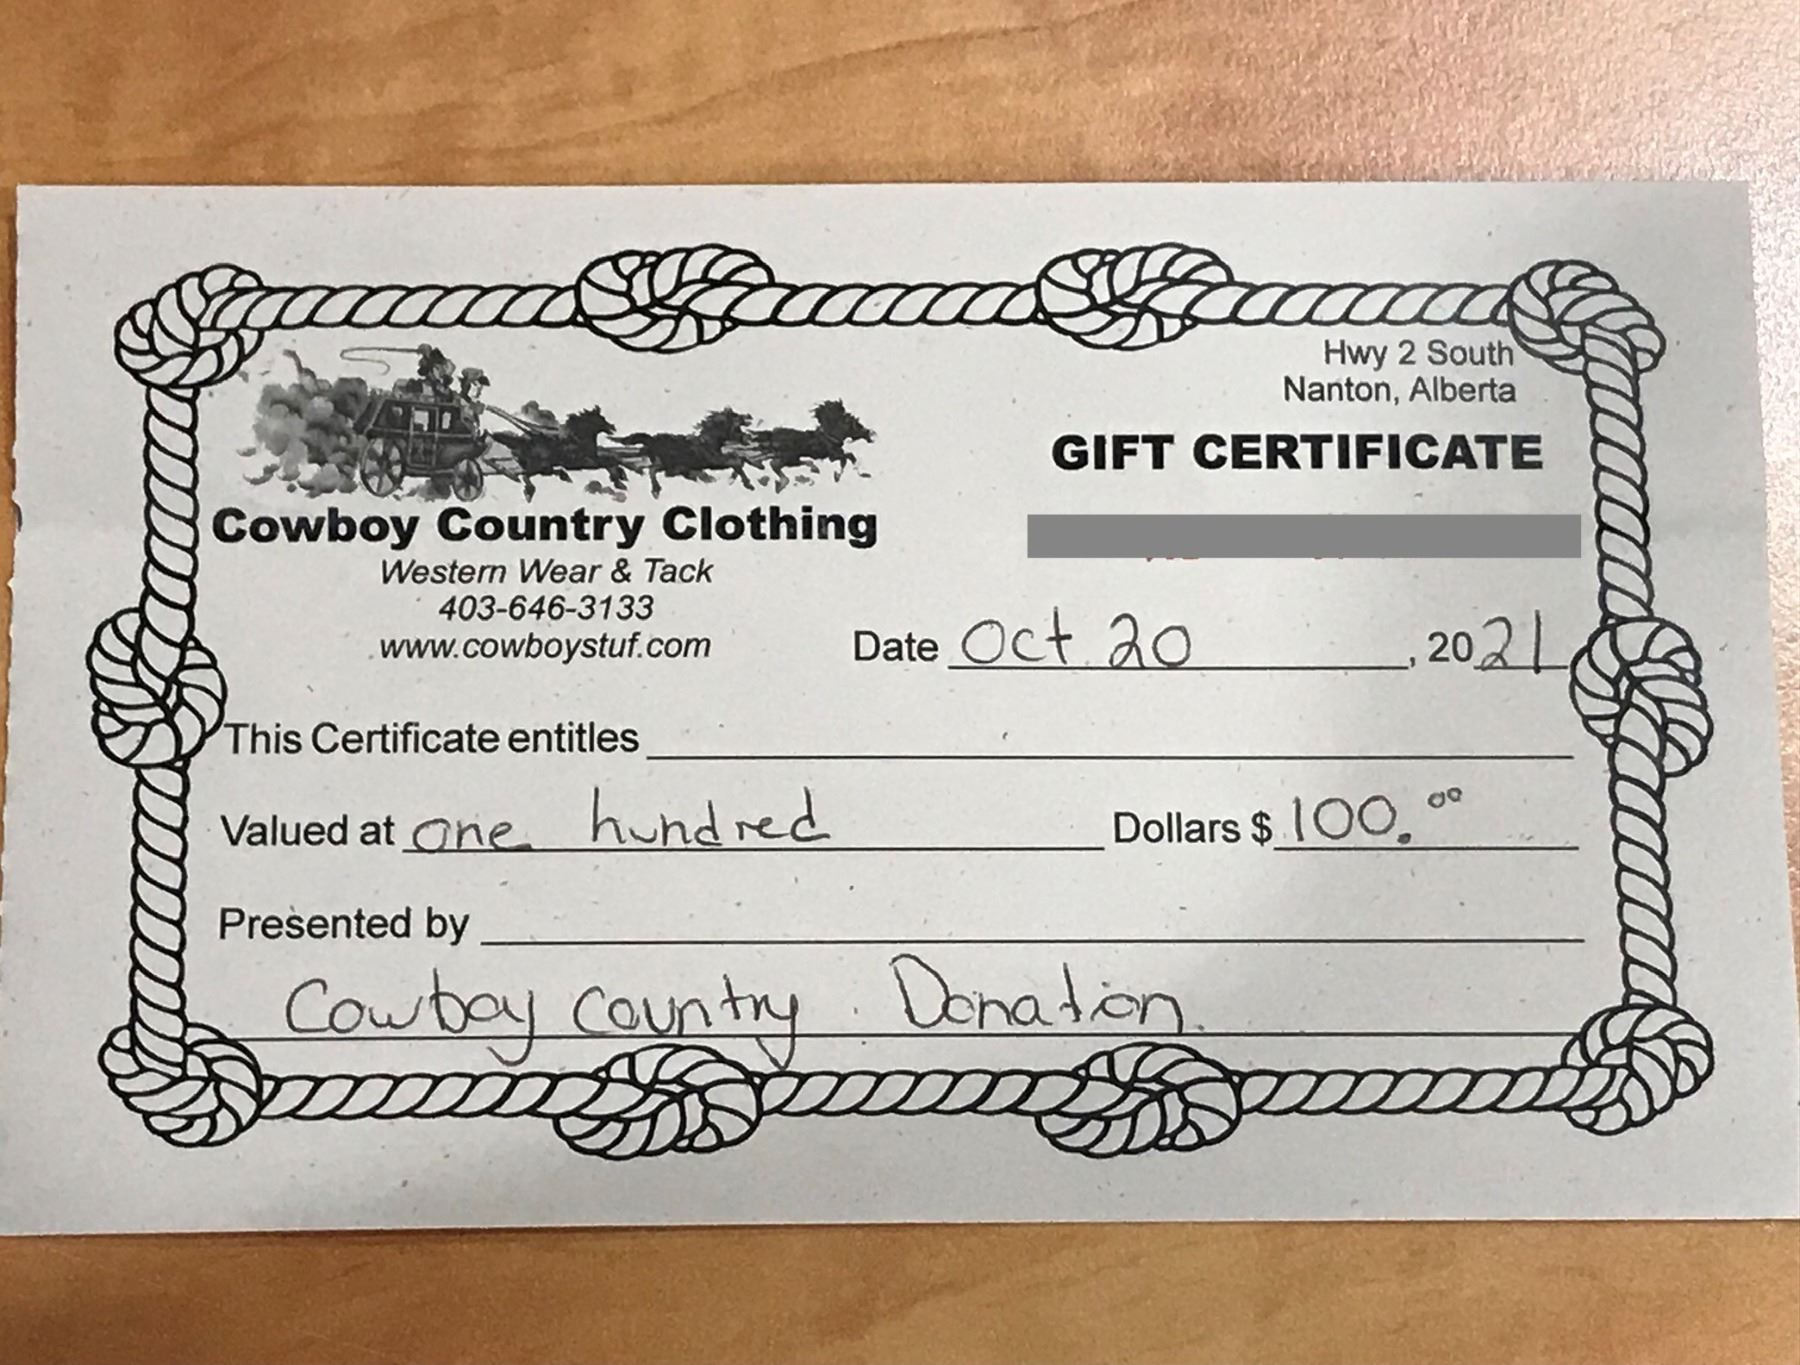 Hwy 2 South
Nanton, Alberta
GIFT CERTIFICATE
Cowboy Country Clothing
Western Wear & Tack
403-646-3133
www.cowboystuf.com
Date Oct. 20, 2021
This Certificate entitles
Valued at one hundred Dollars $ 100.00
Presented by
Cowboy Country Donation.